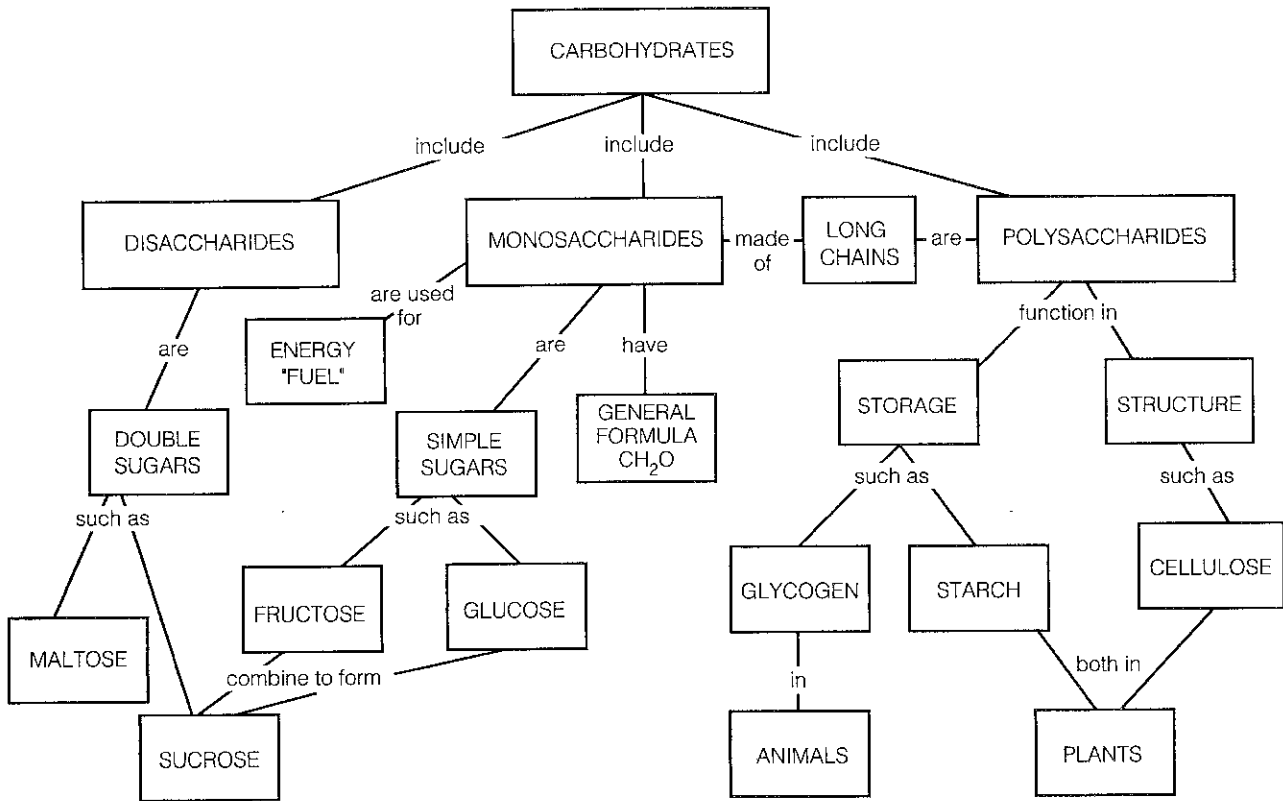 CARBOHYDRATES
include
include
include
DISACCHARIDES
MONOSACCHARIDES
made
of
LONG
CHAINS
are
POLYSACCHARIDES
are used
for
function in
are
ENERGY
"FUEL"
are
have
STORAGE
STRUCTURE
DOUBLE
SUGARS
SIMPLE
SUGARS
GENERAL
FORMULA
CH₂O
such as
such as
such as
such as
FRUCTOSE
GLUCOSE
GLYCOGEN
STARCH
CELLULOSE
MALTOSE
combine to form
in
both in
SUCROSE
ANIMALS
PLANTS